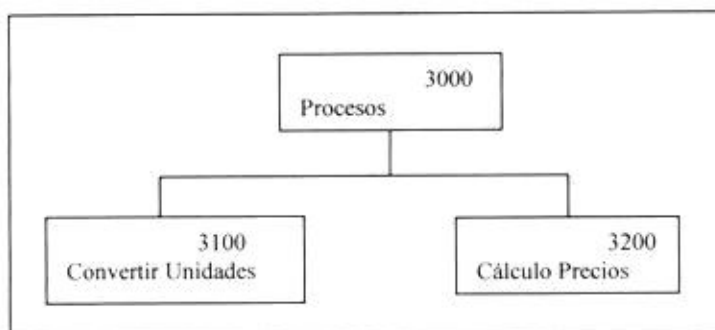 3000
Procesos
3100
Convertir Unidades
3200
Cálculo Precios